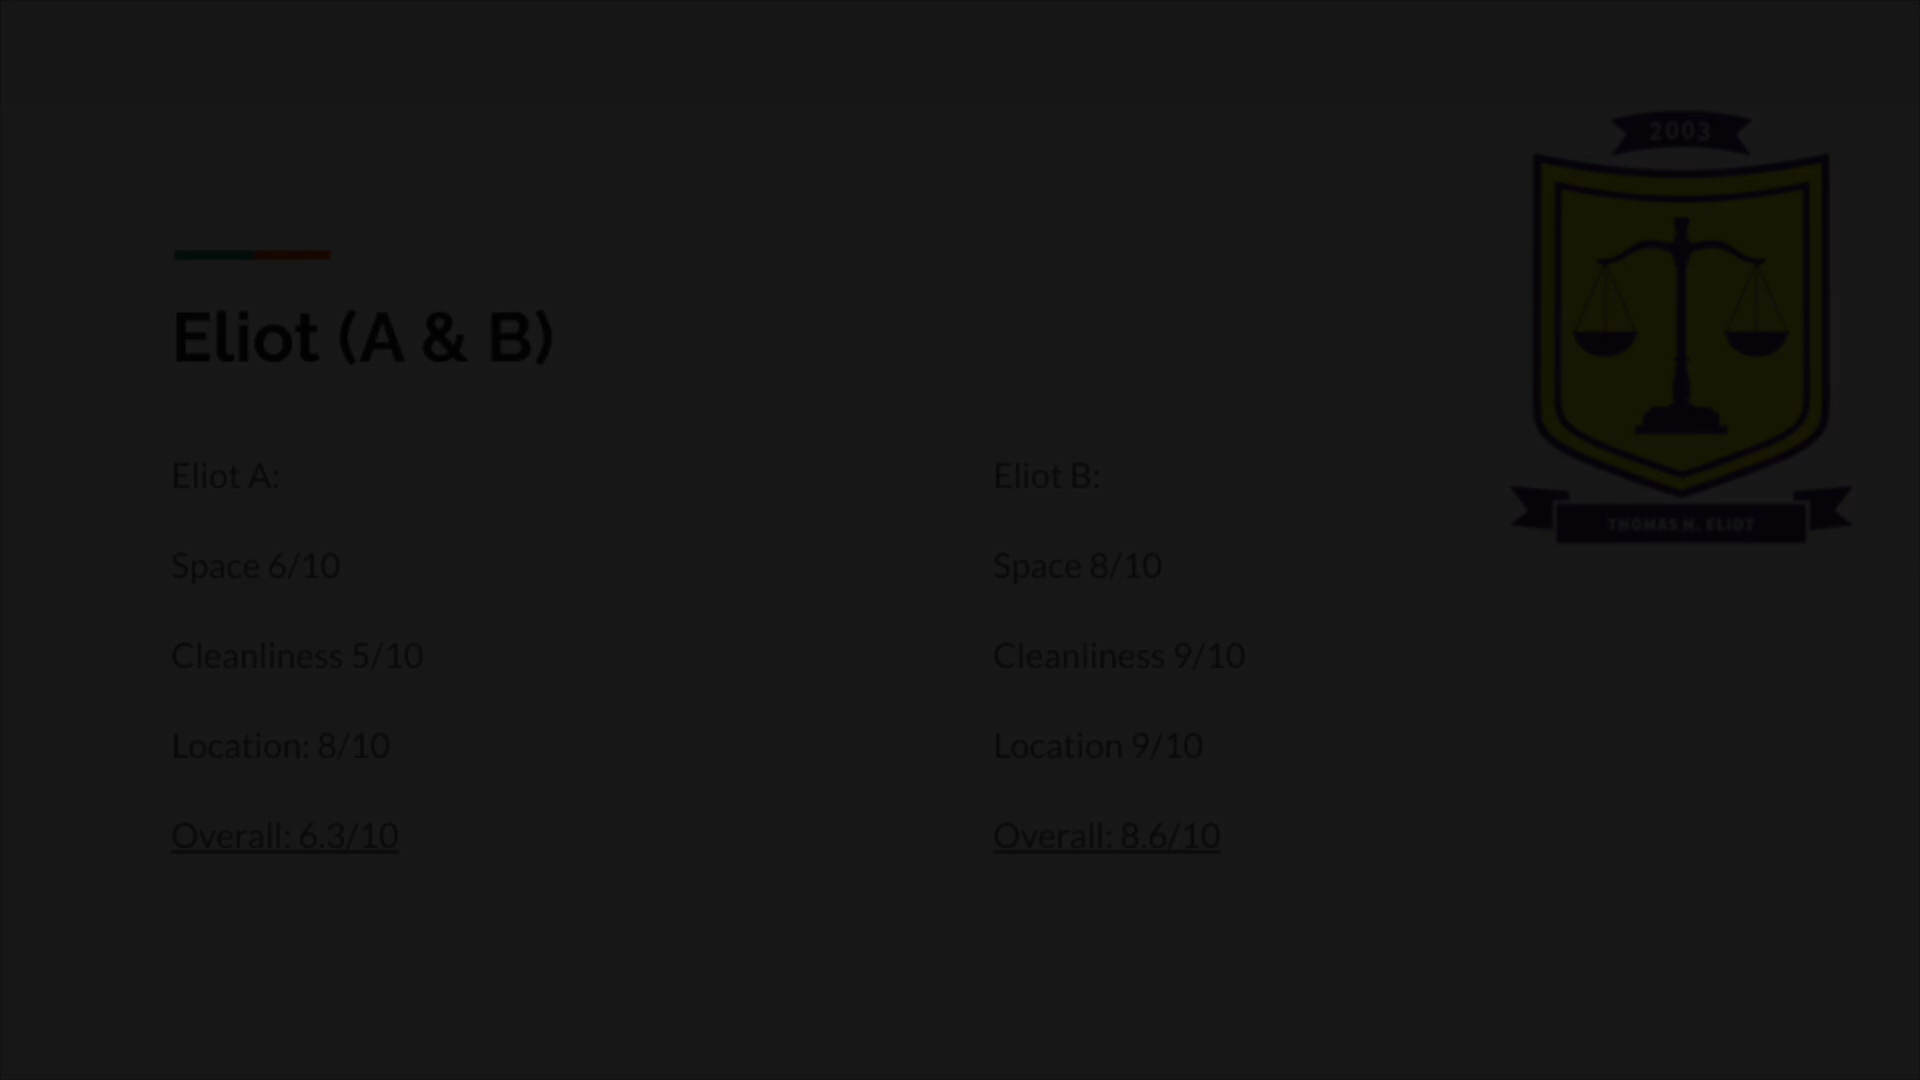 2003
Eliot (A & B)
THOMAS H. ELIOT
Eliot A:
Space 6/10
Cleanliness 5/10
Location: 8/10
Overall: 6.3/10
Eliot B:
Space 8/10
Cleanliness 9/10
Location 9/10
Overall: 8.6/10